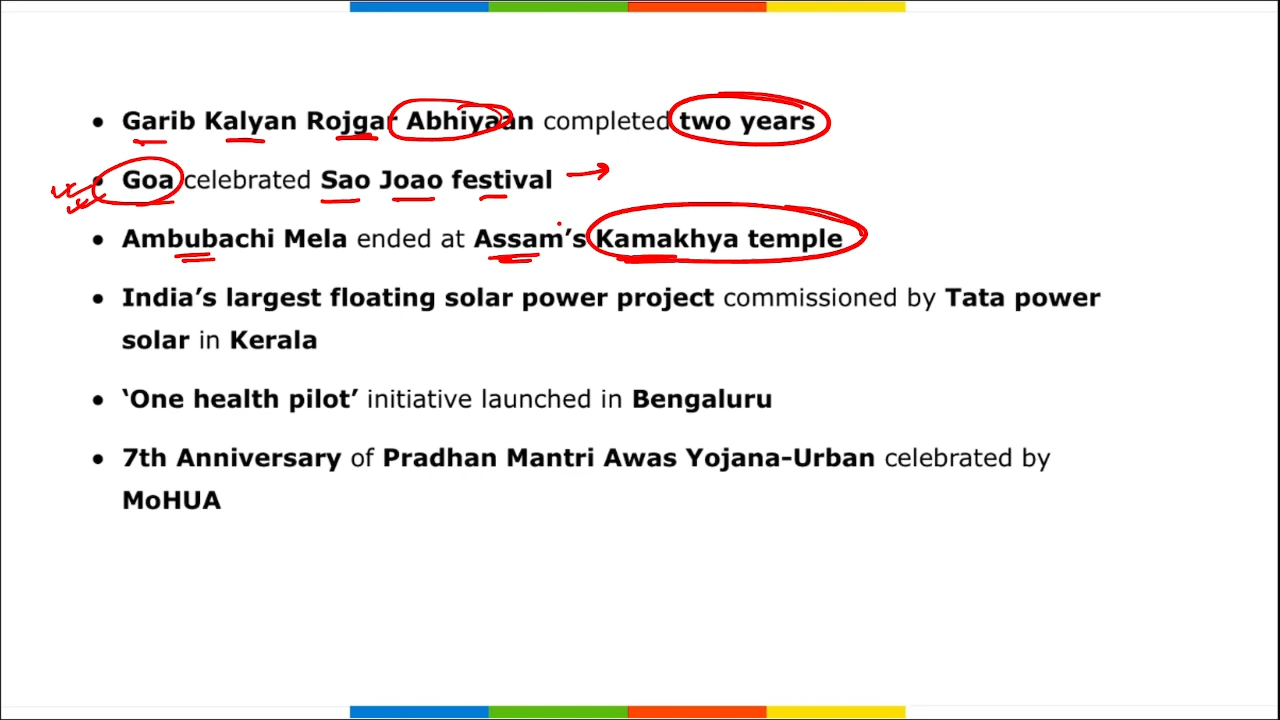 • Garib Kalyan Rojgar Abhiyaan completed two years
• Goa celebrated Sao Joao festival
• Ambubachi Mela ended at Assam's Kamakhya temple
• India's largest floating solar power project commissioned by Tata power
solar in Kerala
• 'One health pilot' initiative launched in Bengaluru
• 7th Anniversary of Pradhan Mantri Awas Yojana-Urban celebrated by
MoHUA